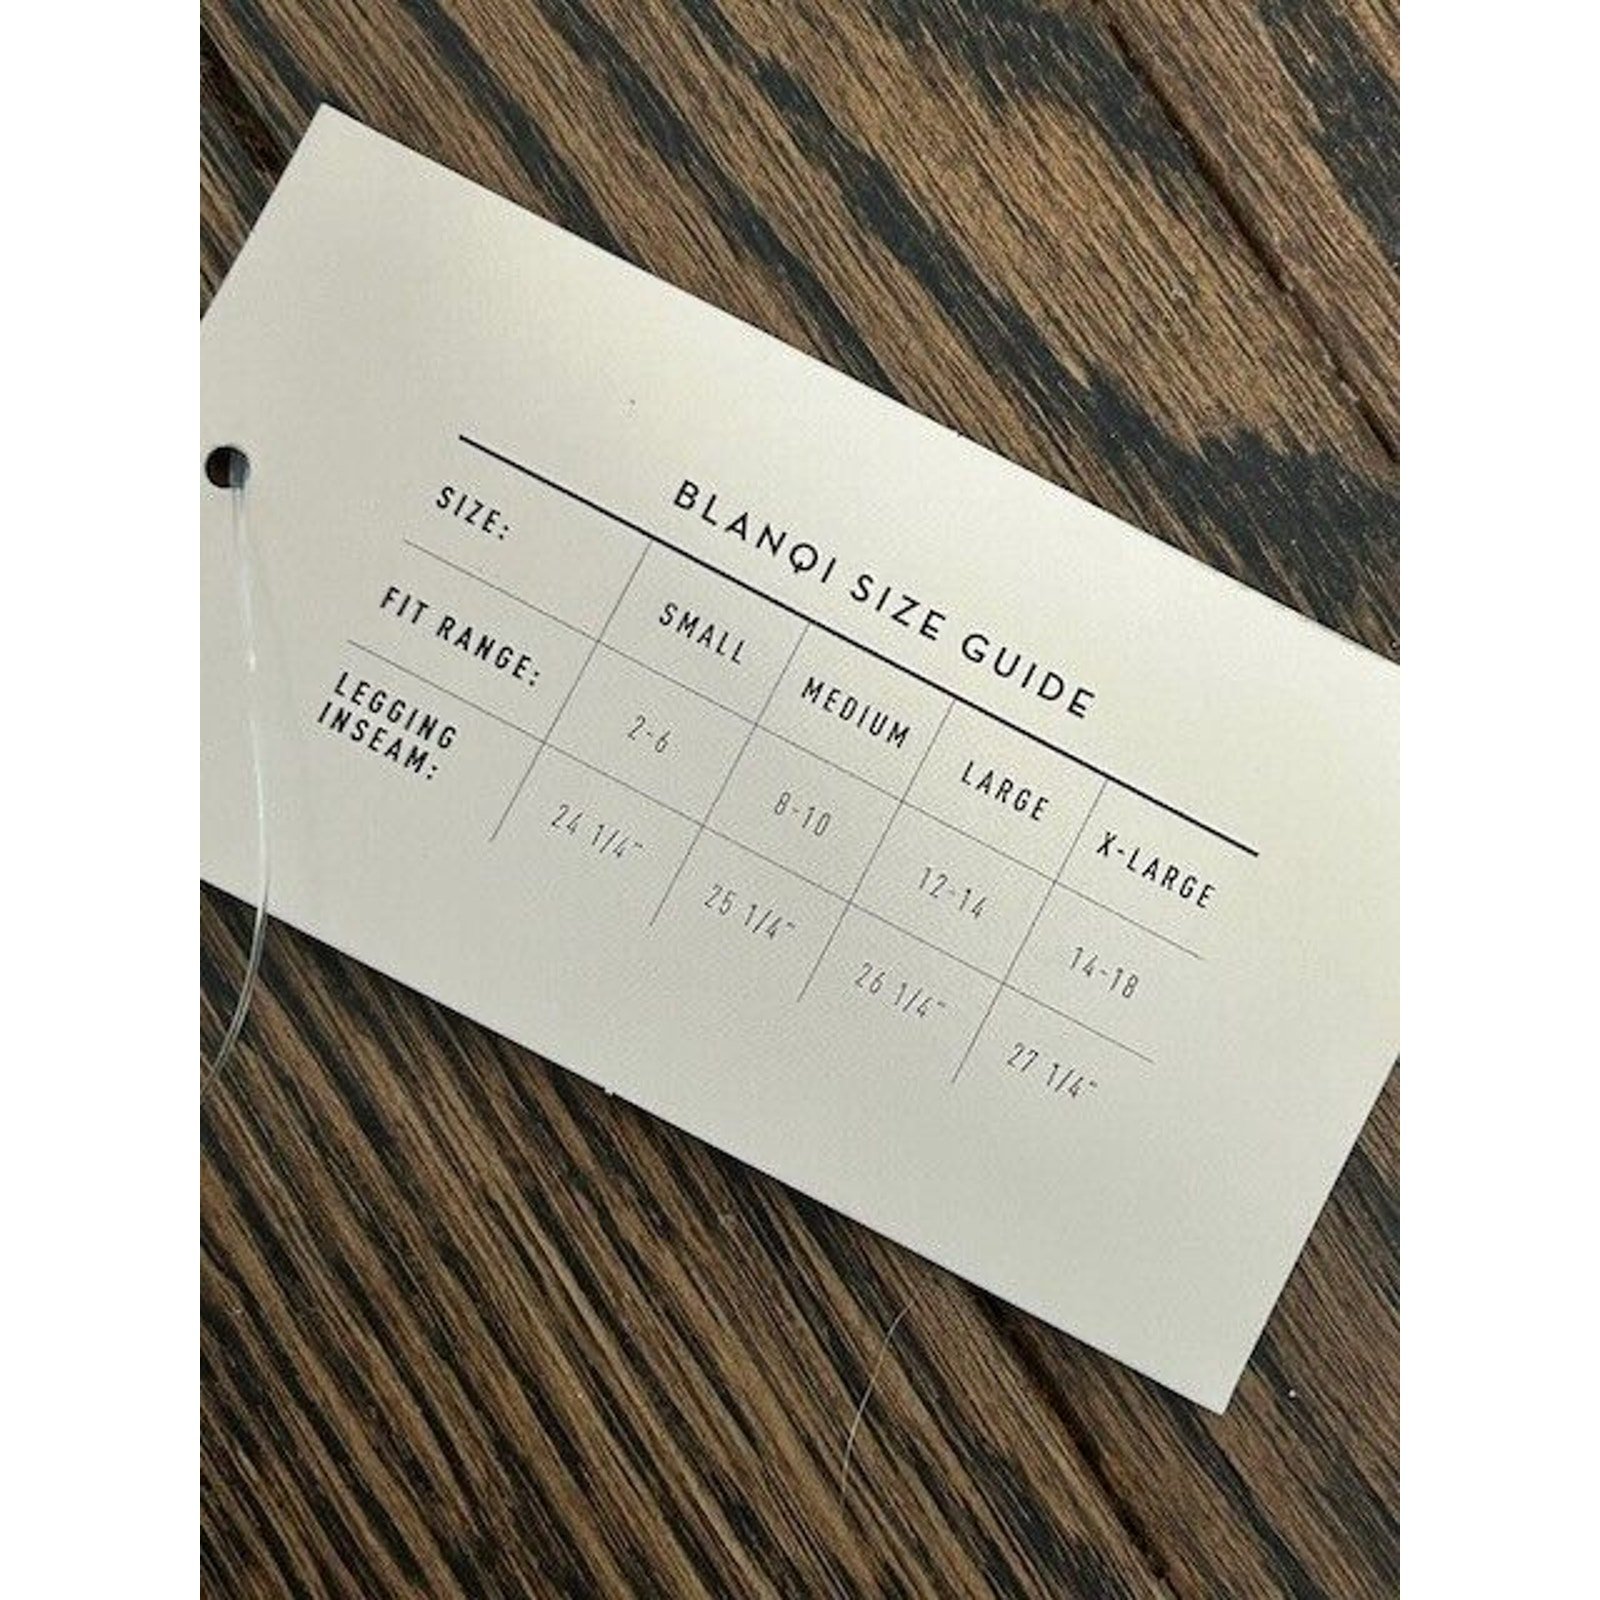 BLANQI SIZE GUIDE
SIZE: SMALL MEDIUM LARGE X-LARGE
FIT RANGE: 2-6 8-10 12-14 14-18
LEGGING
INSEAM: 24 1/4" 25 1/4" 26 1/4" 27 1/4"